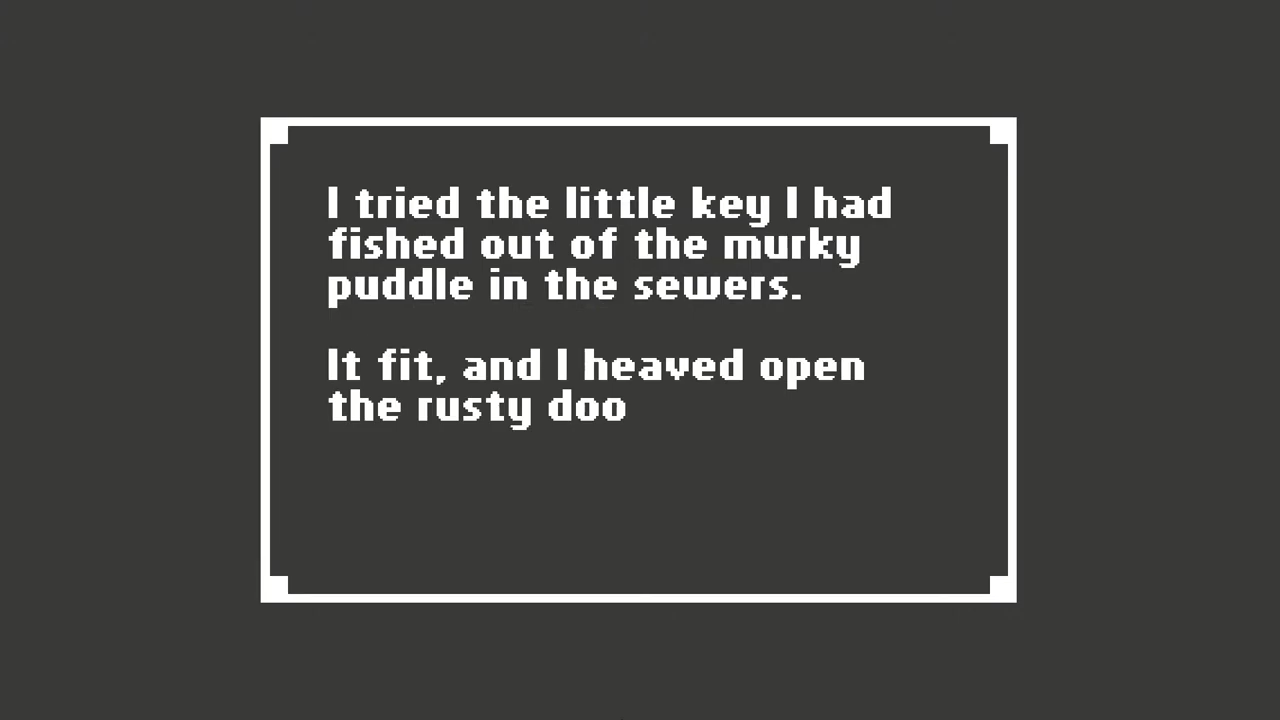 I tried the little key I had
fished out of the murky
puddle in the sewers.
It fit, and I heaved open
the rusty doo